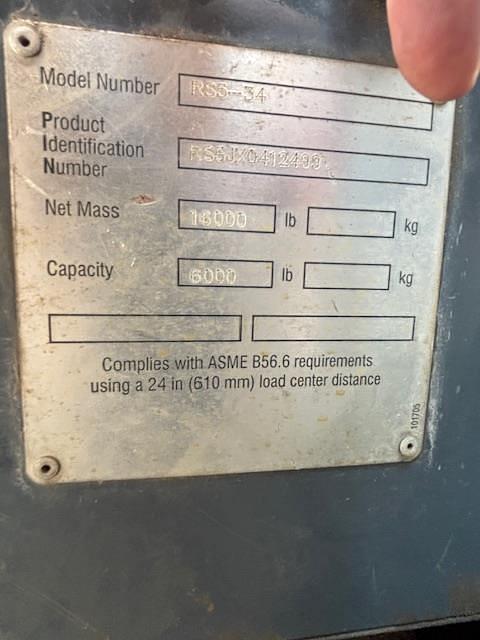 Model Number RS5-34
Product
Identification
Number RS5JX0412499
Net Mass 16000 lb kg
Capacity 6000 lb kg
Complies with ASME B56.6 requirements
using a 24 in (610 mm) load center distance
101705